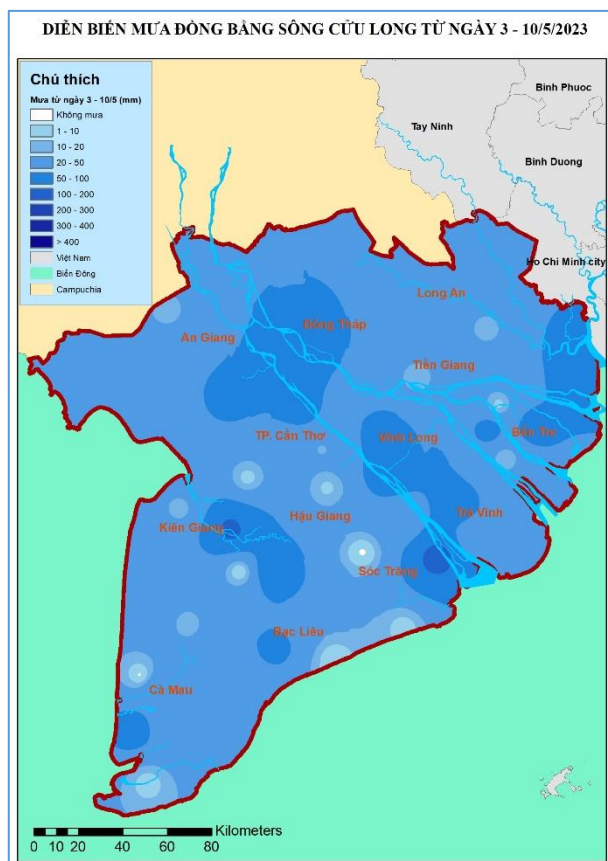 DIỄN BIẾN MƯA ĐỒNG BẰNG SÔNG CỬU LONG TỪ NGÀY 3 - 10/5/2023
Chú thích
Mưa từ ngày 3 - 10/5 (mm)
Không mưa
1 - 10
10 - 20
20 - 50
50 - 100
100 - 200
200 - 300
300 - 400
> 400
Việt Nam
Biển Đông
Campuchia
Binh Phuoc
Tay Ninh
Binh Duong
Ho Chi Minh city
Long An
Đồng Tháp
An Giang
Tiền Giang
TP. Cần Thơ
Vĩnh Long
Bến Tre
Hậu Giang
Trà Vinh
Kiên Giang
Sóc Trăng
Bạc Liêu
Cà Mau
Kilometers
0 5 10 20 40 60 80